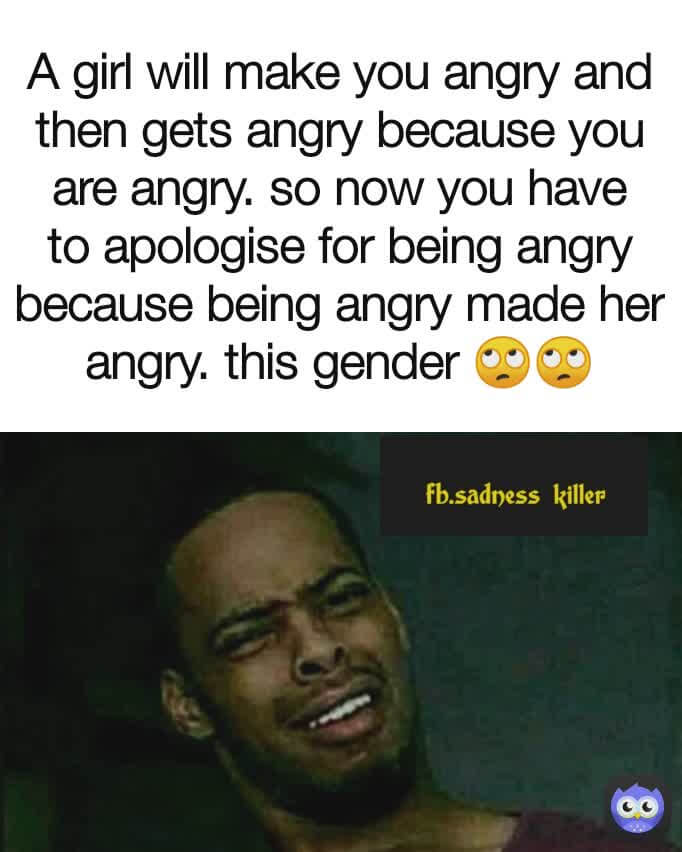 A girl will make you angry and
then gets angry because you
are angry. so now you have
to apologise for being angry
because being angry made her
angry. this gender 🙄🙄
fb.sadness killer